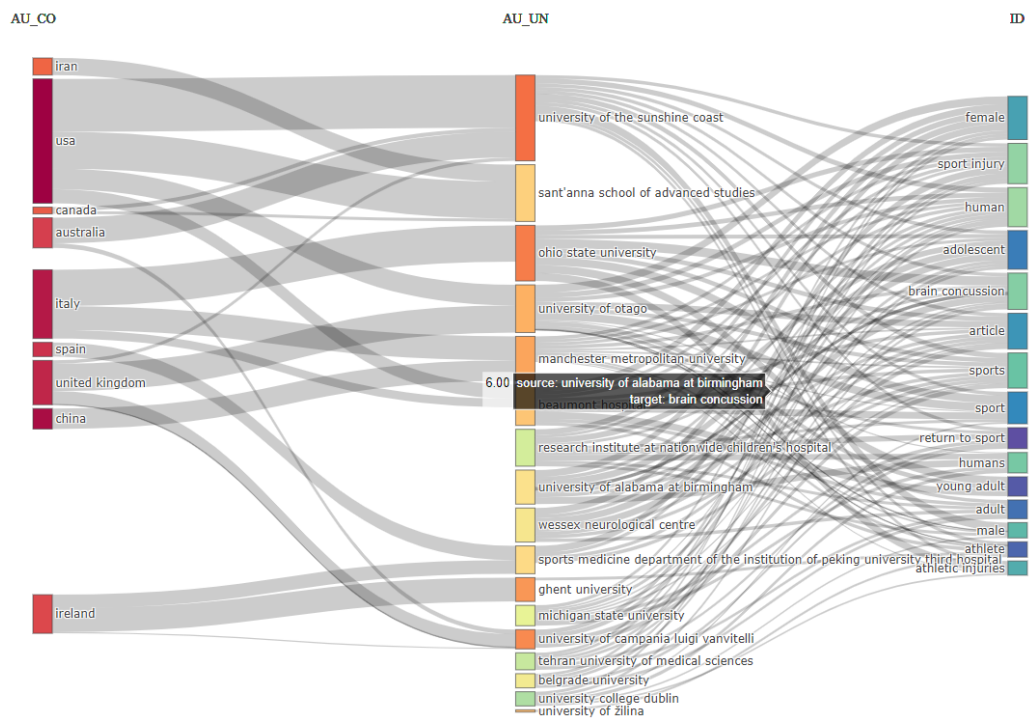 AU_CO
AU_UN
ID
iran
usa
canada
australia
italy
spain
united kingdom
china
ireland
university of the sunshine coast
sant'anna school of advanced studies
ohio state university
university of otago
manchester metropolitan university
6.00 source: university of alabama at birmingham
target: brain concussion
beaumont hospital
research institute at nationwide children's hospital
university of alabama at birmingham
wessex neurological centre
sports medicine department of the institution of peking university third hospital
ghent university
michigan state university
university of campania luigi vanvitelli
tehran university of medical sciences
belgrade university
university college dublin
university of žilina
female
sport injury
human
adolescent
brain concussion
article
sports
sport
return to sport
humans
young adult
adult
male
athlete
athletic injuries